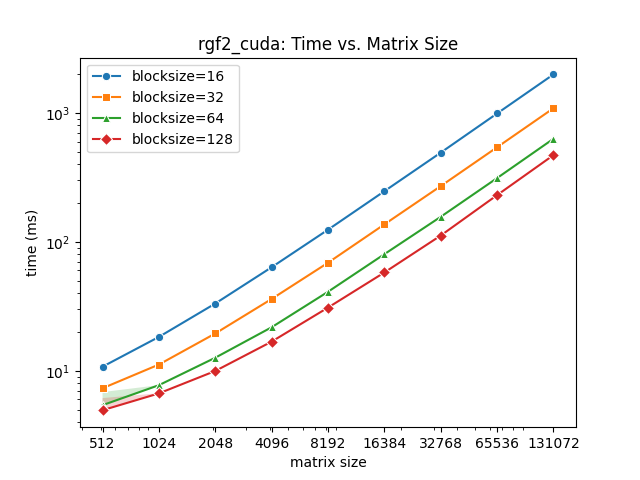 rgf2_cuda: Time vs. Matrix Size
blocksize=16
blocksize=32
blocksize=64
blocksize=128
time (ms)
10³
10²
10¹
512 1024 2048 4096 8192 16384 32768 65536 131072
matrix size